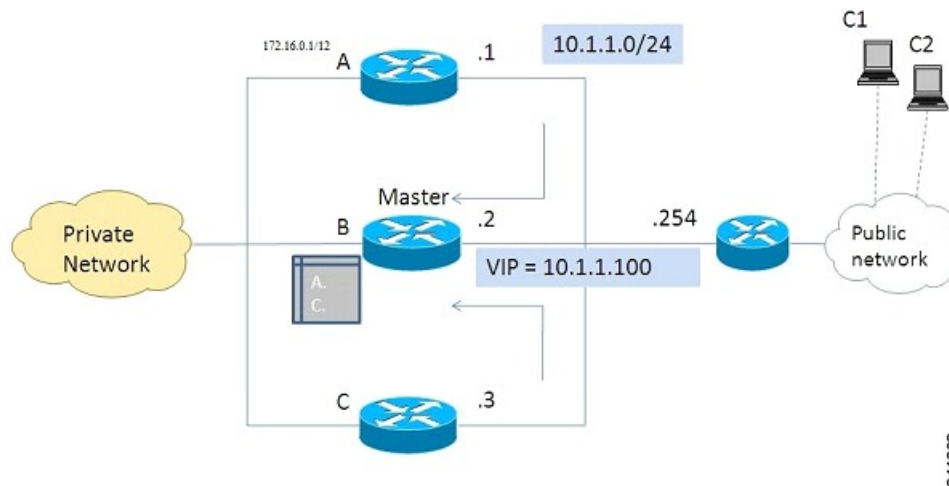 172.16.0.1/12
A
.1
10.1.1.0/24
C1
C2
Master
B
.2
.254
Private
Network
Public
network
VIP = 10.1.1.100
A.
C.
C
.3